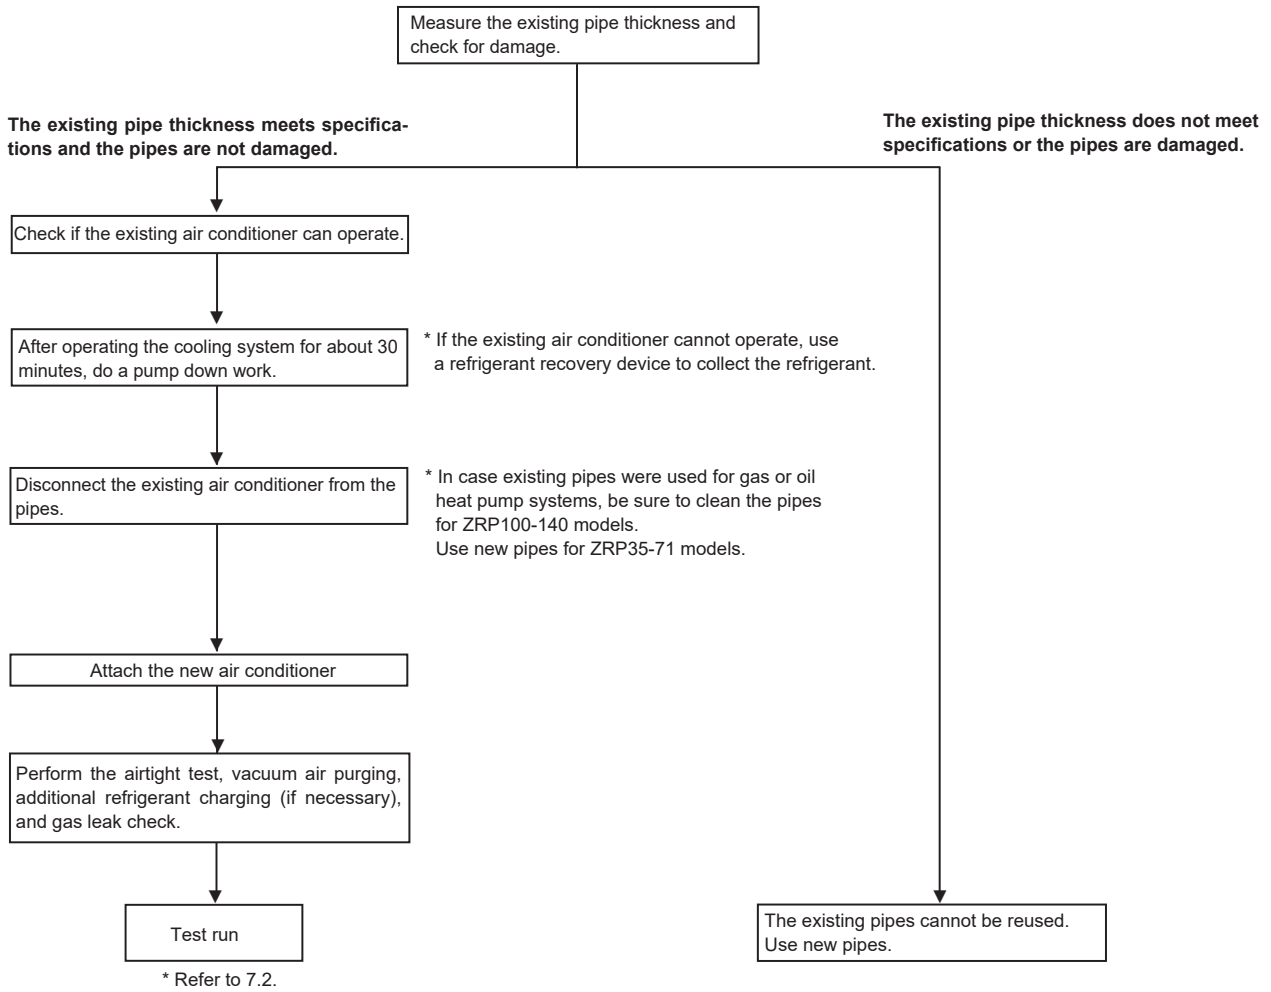 Measure the existing pipe thickness and
check for damage.
The existing pipe thickness meets specifica-
tions and the pipes are not damaged.
The existing pipe thickness does not meet
specifications or the pipes are damaged.
Check if the existing air conditioner can operate.
After operating the cooling system for about 30
minutes, do a pump down work.
* If the existing air conditioner cannot operate, use
a refrigerant recovery device to collect the refrigerant.
Disconnect the existing air conditioner from the
pipes.
* In case existing pipes were used for gas or oil
heat pump systems, be sure to clean the pipes
for ZRP100-140 models.
Use new pipes for ZRP35-71 models.
Attach the new air conditioner
Perform the airtight test, vacuum air purging,
additional refrigerant charging (if necessary),
and gas leak check.
Test run
* Refer to 7.2.
The existing pipes cannot be reused.
Use new pipes.